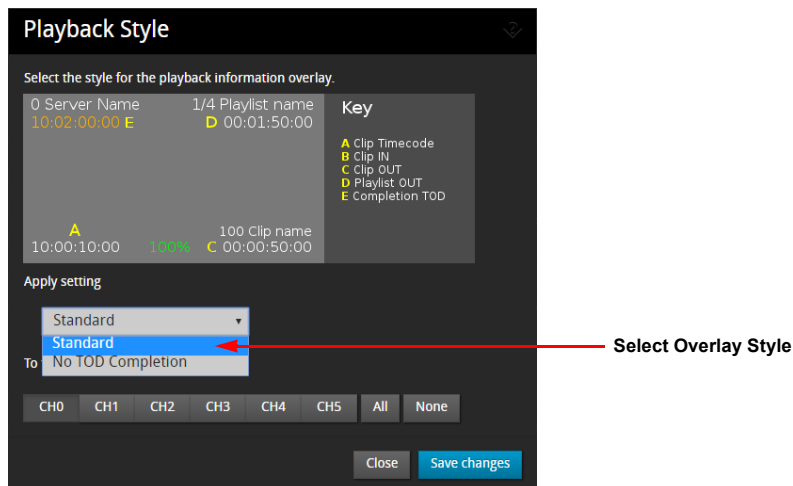 Playback Style
Select the style for the playback information overlay.
0 Server Name 1/4 Playlist name
10:02:00:00 E D 00:01:50:00
A 100 Clip name
10:00:10:00 100% C 00:00:50:00
Key
A Clip Timecode
B Clip IN
C Clip OUT
D Playlist OUT
E Completion TOD
Apply setting
Standard
Standard
No TOD Completion
To
Select Overlay Style
CH0 CH1 CH2 CH3 CH4 CH5 All None
Close Save changes